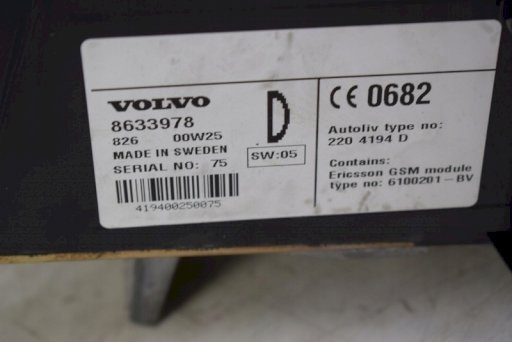 VOLVO
8633978
826 00W25
MADE IN SWEDEN
SERIAL NO: 75
419400250075
D
SW:05
CE 0682
Autoliv type no:
220 4194 D
Contains:
Ericsson GSM module
type no: 6100201-BV